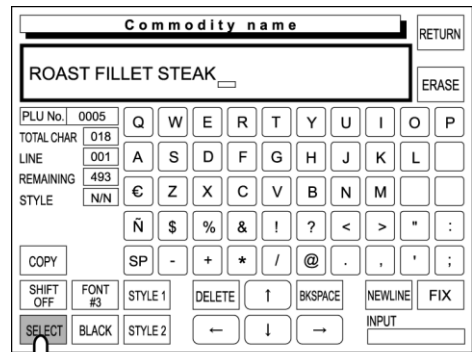 Commodity name
RETURN
ROAST FILLET STEAK
ERASE
PLU No. 0005
TOTAL CHAR 018
LINE 001
REMAINING 493
STYLE N/N
Q W E R T Y U I O P
A S D F G H J K L
€ Z X C V B N M
Ñ $ % & ! ? < > " :
COPY SP - + * / @ . , ' ;
SHIFT OFF FONT #3 STYLE 1 DELETE ↑ BKSPACE NEWLINE FIX
SELECT BLACK STYLE 2 ← ↓ → INPUT